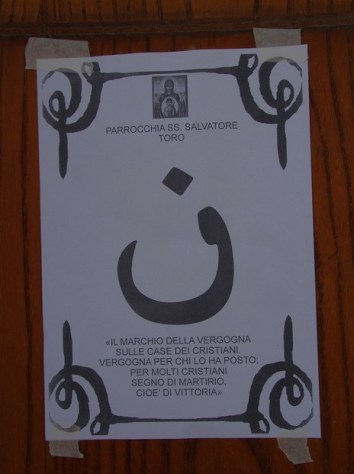 PARROCCHIA SS. SALVATORE
TORO
ن
«IL MARCHIO DELLA VERGOGNA
SULLE CASE DEI CRISTIANI.
VERGOGNA PER CHI LO HA POSTO;
PER MOLTI CRISTIANI
SEGNO DI MARTIRIO,
CIOE' DI VITTORIA»